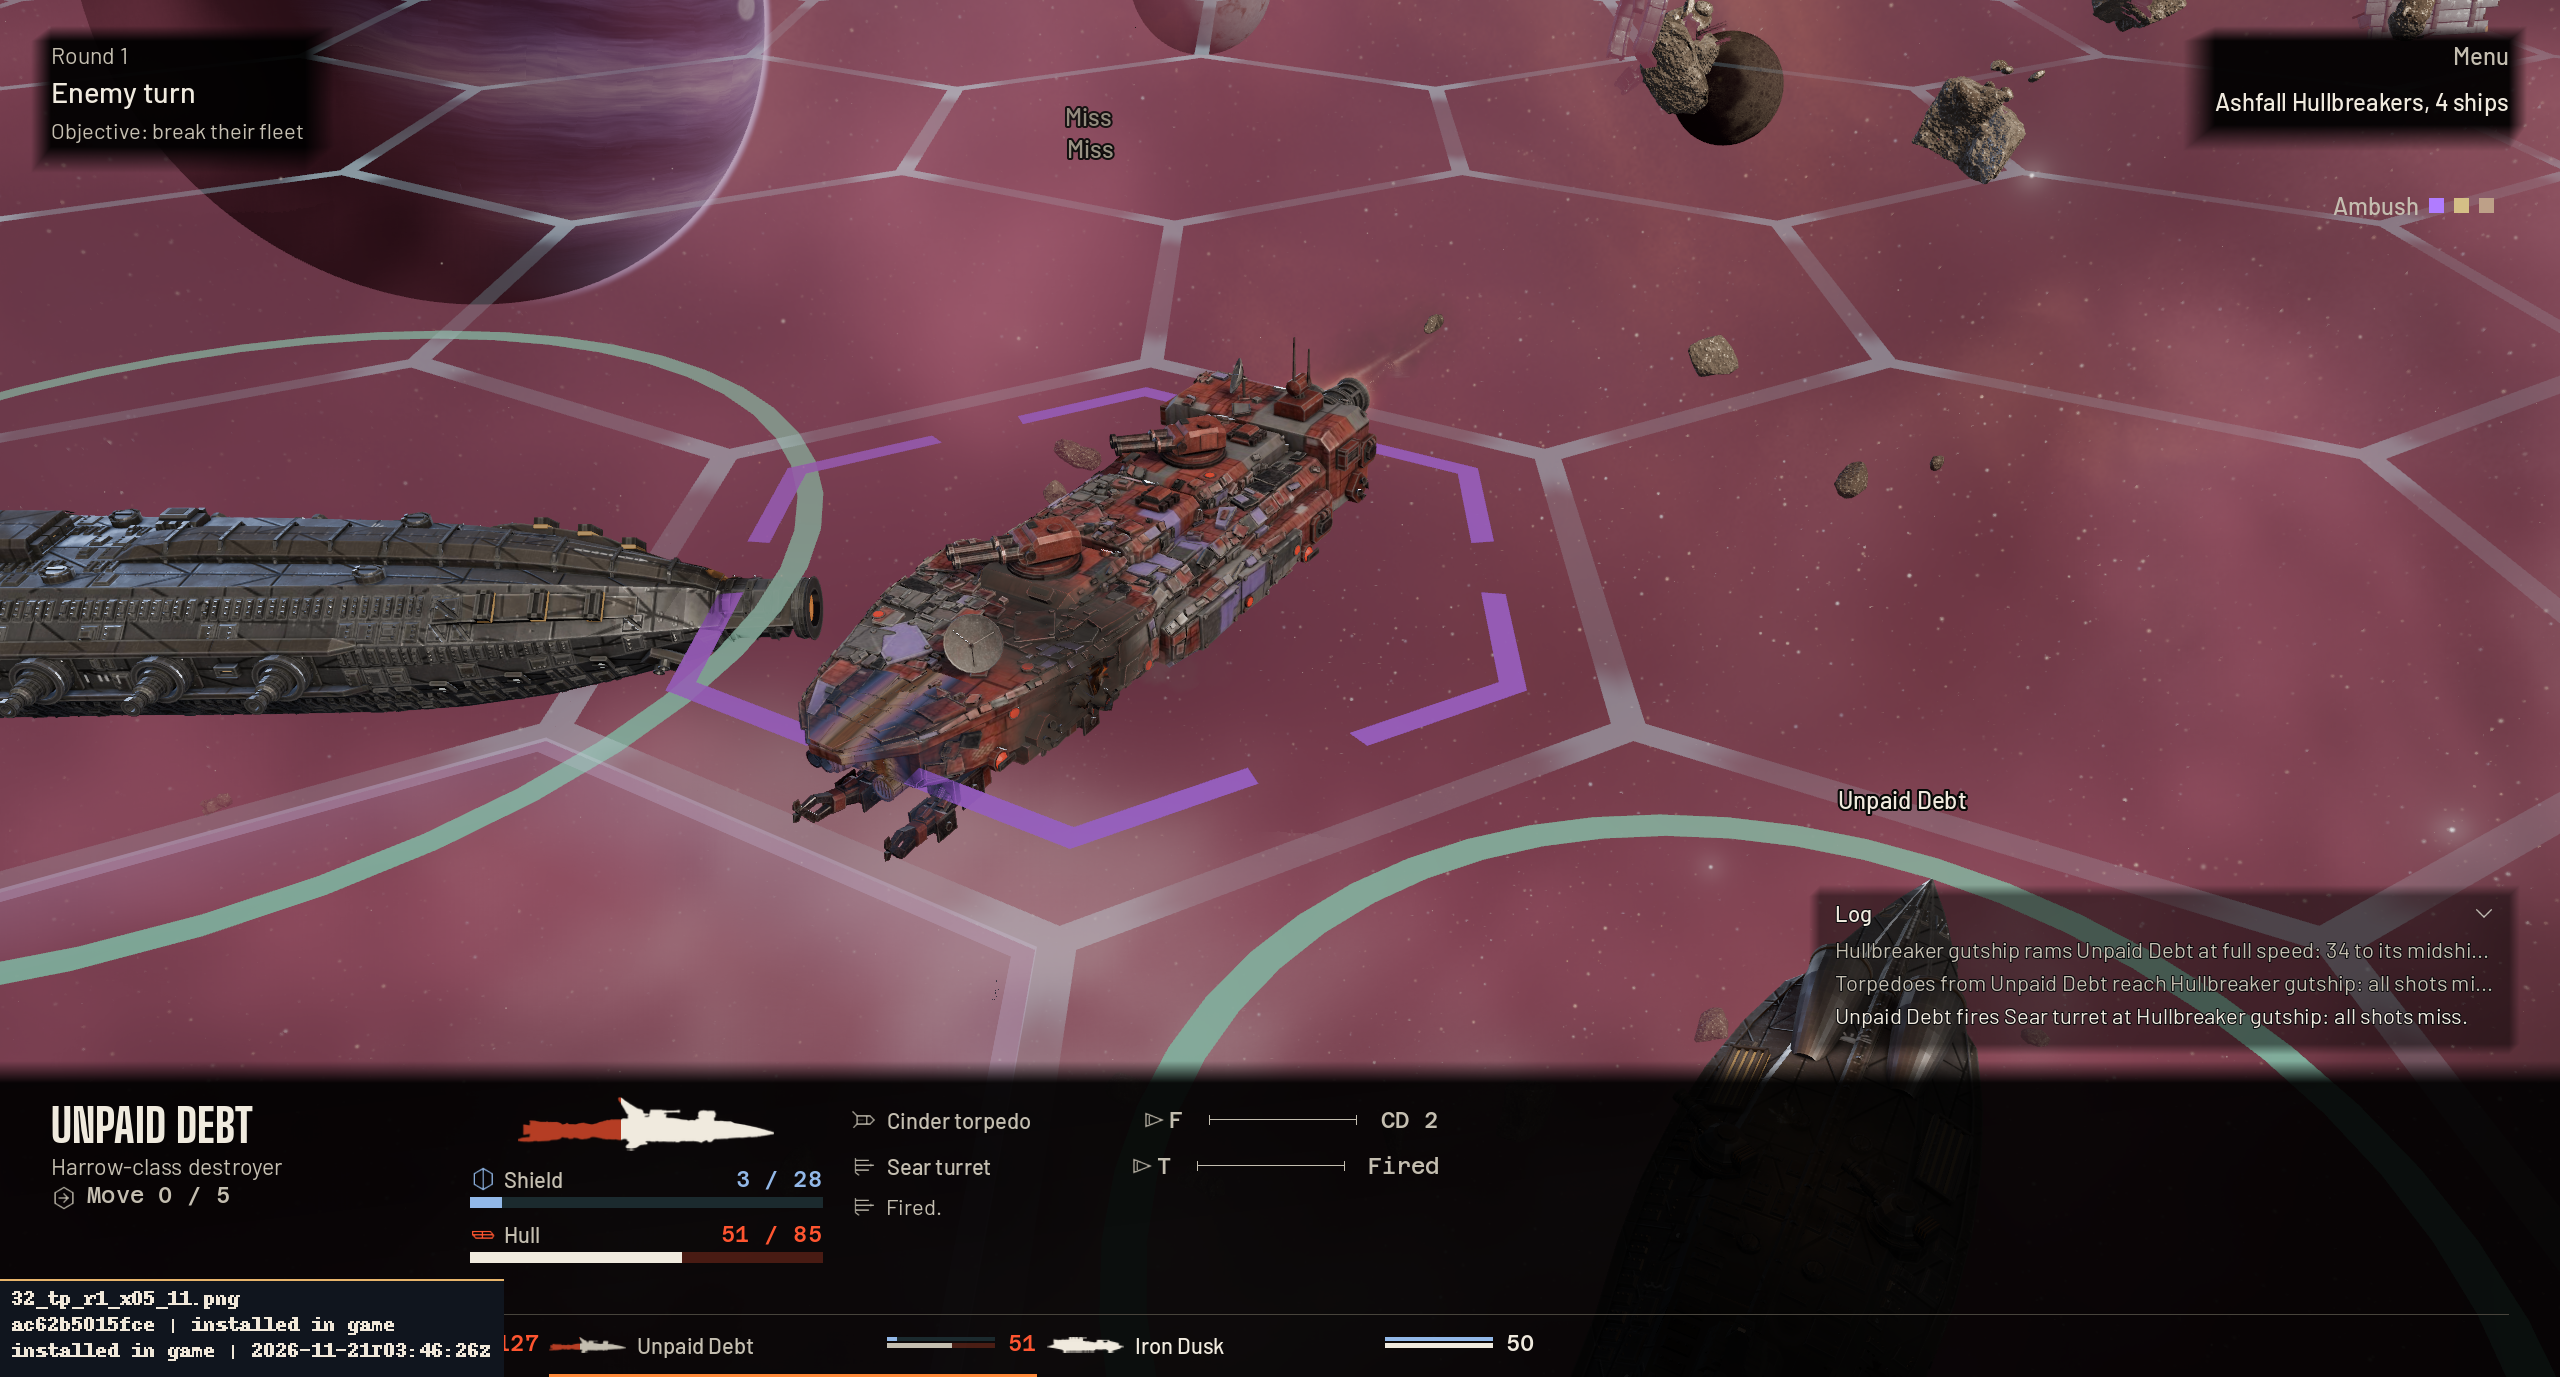 Round 1
Enemy turn
Objective: break their fleet
Menu
Ashfall Hullbreakers, 4 ships
Ambush
Miss
Miss
Unpaid Debt
Log
Hullbreaker gutship rams Unpaid Debt at full speed: 34 to its midshi...
Torpedoes from Unpaid Debt reach Hullbreaker gutship: all shots mi...
Unpaid Debt fires Sear turret at Hullbreaker gutship: all shots miss.
UNPAID DEBT
Harrow-class destroyer
Move 0 / 5
Shield 3 / 28
Hull 51 / 85
Cinder torpedo F CD 2
Sear turret T Fired
Fired.
32_tp_r1_x05_11.png
ac62b5015fce | installed in game
installed in game | 2026-11-21T03:46:26Z
127 Unpaid Debt 51 Iron Dusk 50